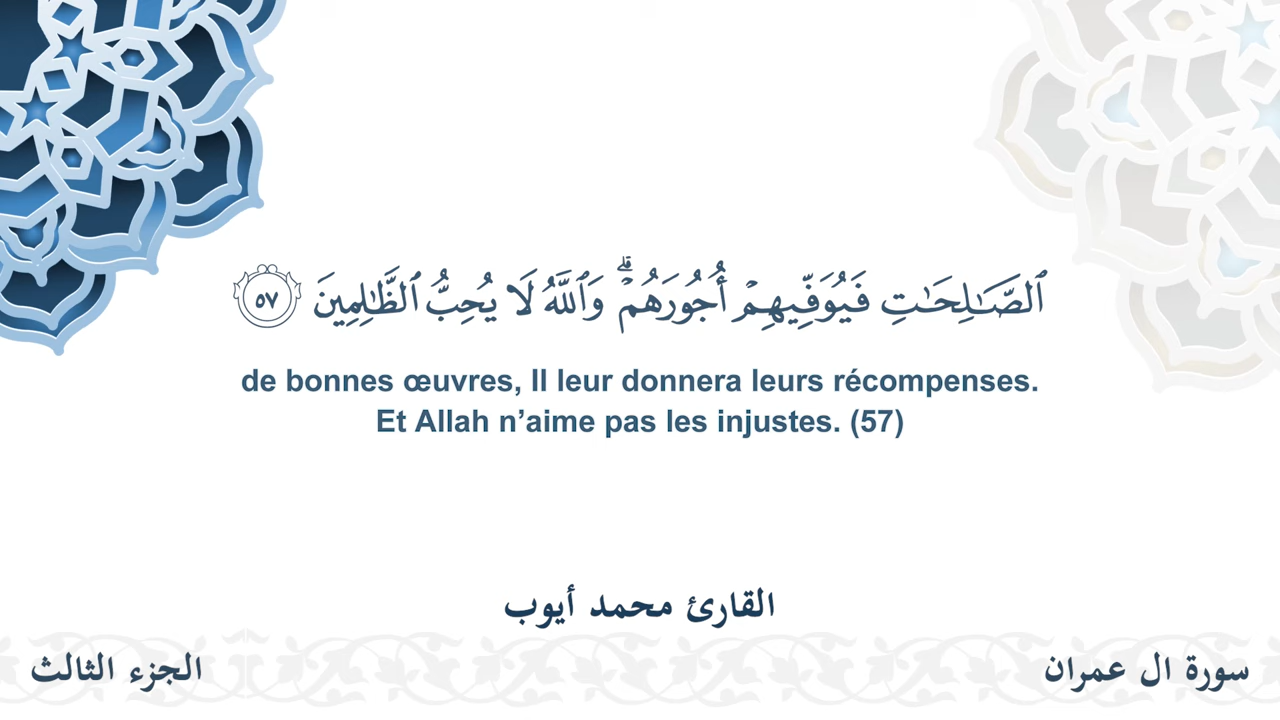 ٱلصَّـٰلِحَـٰتِ فَيُوَفِّيهِمۡ أُجُورَهُمۡۗ وَٱللَّهُ لَا يُحِبُّ ٱلظَّـٰلِمِينَ ٥٧
de bonnes œuvres, Il leur donnera leurs récompenses.
Et Allah n’aime pas les injustes. (57)
القارئ محمد أيوب
سورة ال عمران
الجزء الثالث